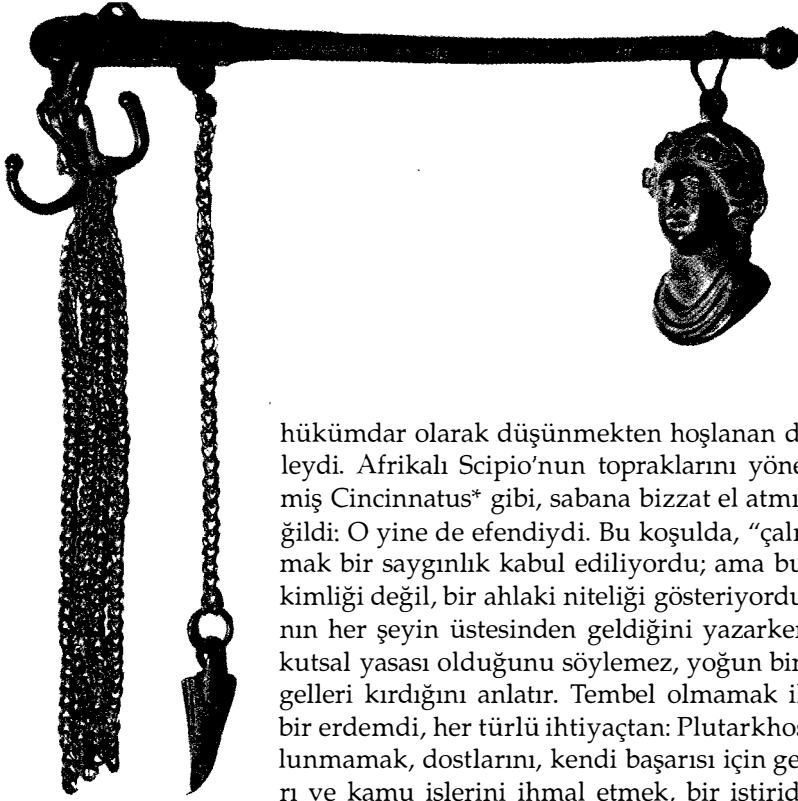 hükümdar olarak düşünmekten hoşlanan d
leydi. Afrikalı Scipio’nun topraklarını yöne
miş Cincinnatus* gibi, sabana bizzat el atmı
ğildi: O yine de efendiydi. Bu koşulda, “çalı
mak bir saygınlık kabul ediliyordu; ama bu
kimliği değil, bir ahlaki niteliği gösteriyordu
nın her şeyin üstesinden geldiğini yazarken
kutsal yasası olduğunu söylemez, yoğun bir
gelleri kırdığını anlatır. Tembel olmamak il
bir erdemdi, her türlü ihtiyaçtan: Plutarkhos
lunmamak, dostlarını, kendi başarısı için ge
rı ve kamu işlerini ihmal etmek, bir istirid